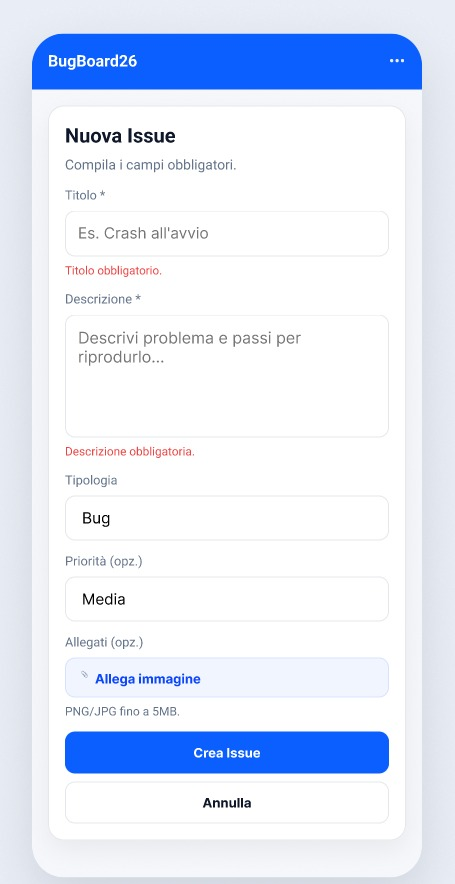 BugBoard26
...
Nuova Issue
Compila i campi obbligatori.
Titolo *
Es. Crash all'avvio
Titolo obbligatorio.
Descrizione *
Descrivi problema e passi per
riprodurlo...
Descrizione obbligatoria.
Tipologia
Bug
Priorità (opz.)
Media
Allegati (opz.)
Allega immagine
PNG/JPG fino a 5MB.
Crea Issue
Annulla